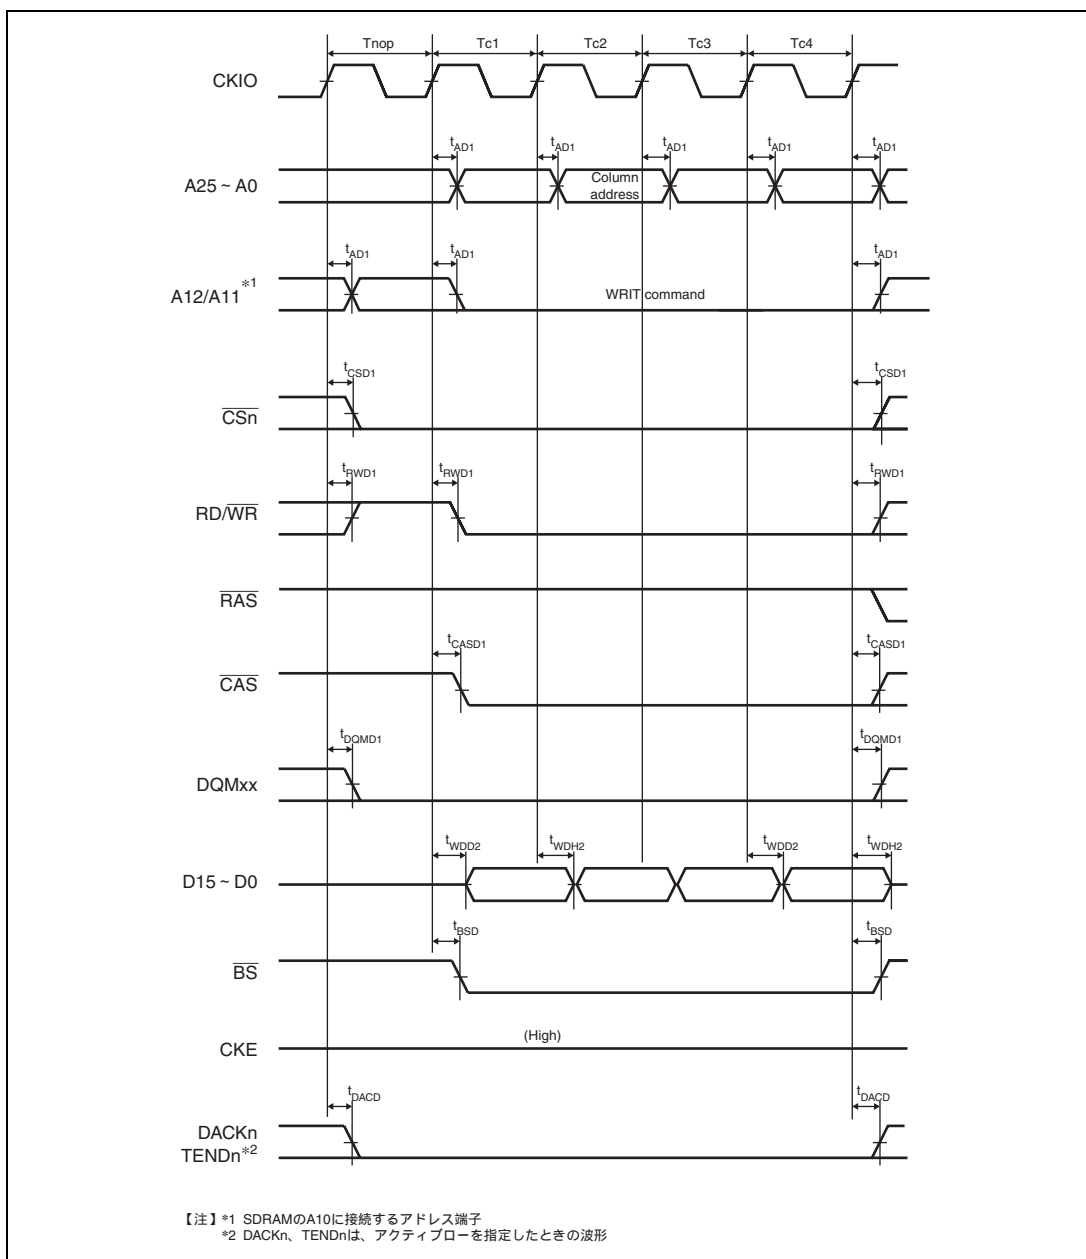 Tnop Tc1 Tc2 Tc3 Tc4
CKIO
tAD1 tAD1 tAD1 tAD1 tAD1
A25 ~ A0
Column
address
tAD1 tAD1 tAD1
A12/A11*1
WRIT command
tCSD1 tCSD1
CSn
tRWD1 tRWD1 tRWD1
RD/WR
RAS
tCASD1 tCASD1
CAS
tDQMD1 tDQMD1
DQMxx
tWDD2 tWDH2 tWDD2 tWDH2
D15 ~ D0
tBSD tBSD
BS
(High)
CKE
tDACD tDACD
DACKn
TENDn*2
【注】*1 SDRAMのA10に接続するアドレス端子
*2 DACKn、TENDnは、アクティブローを指定したときの波形